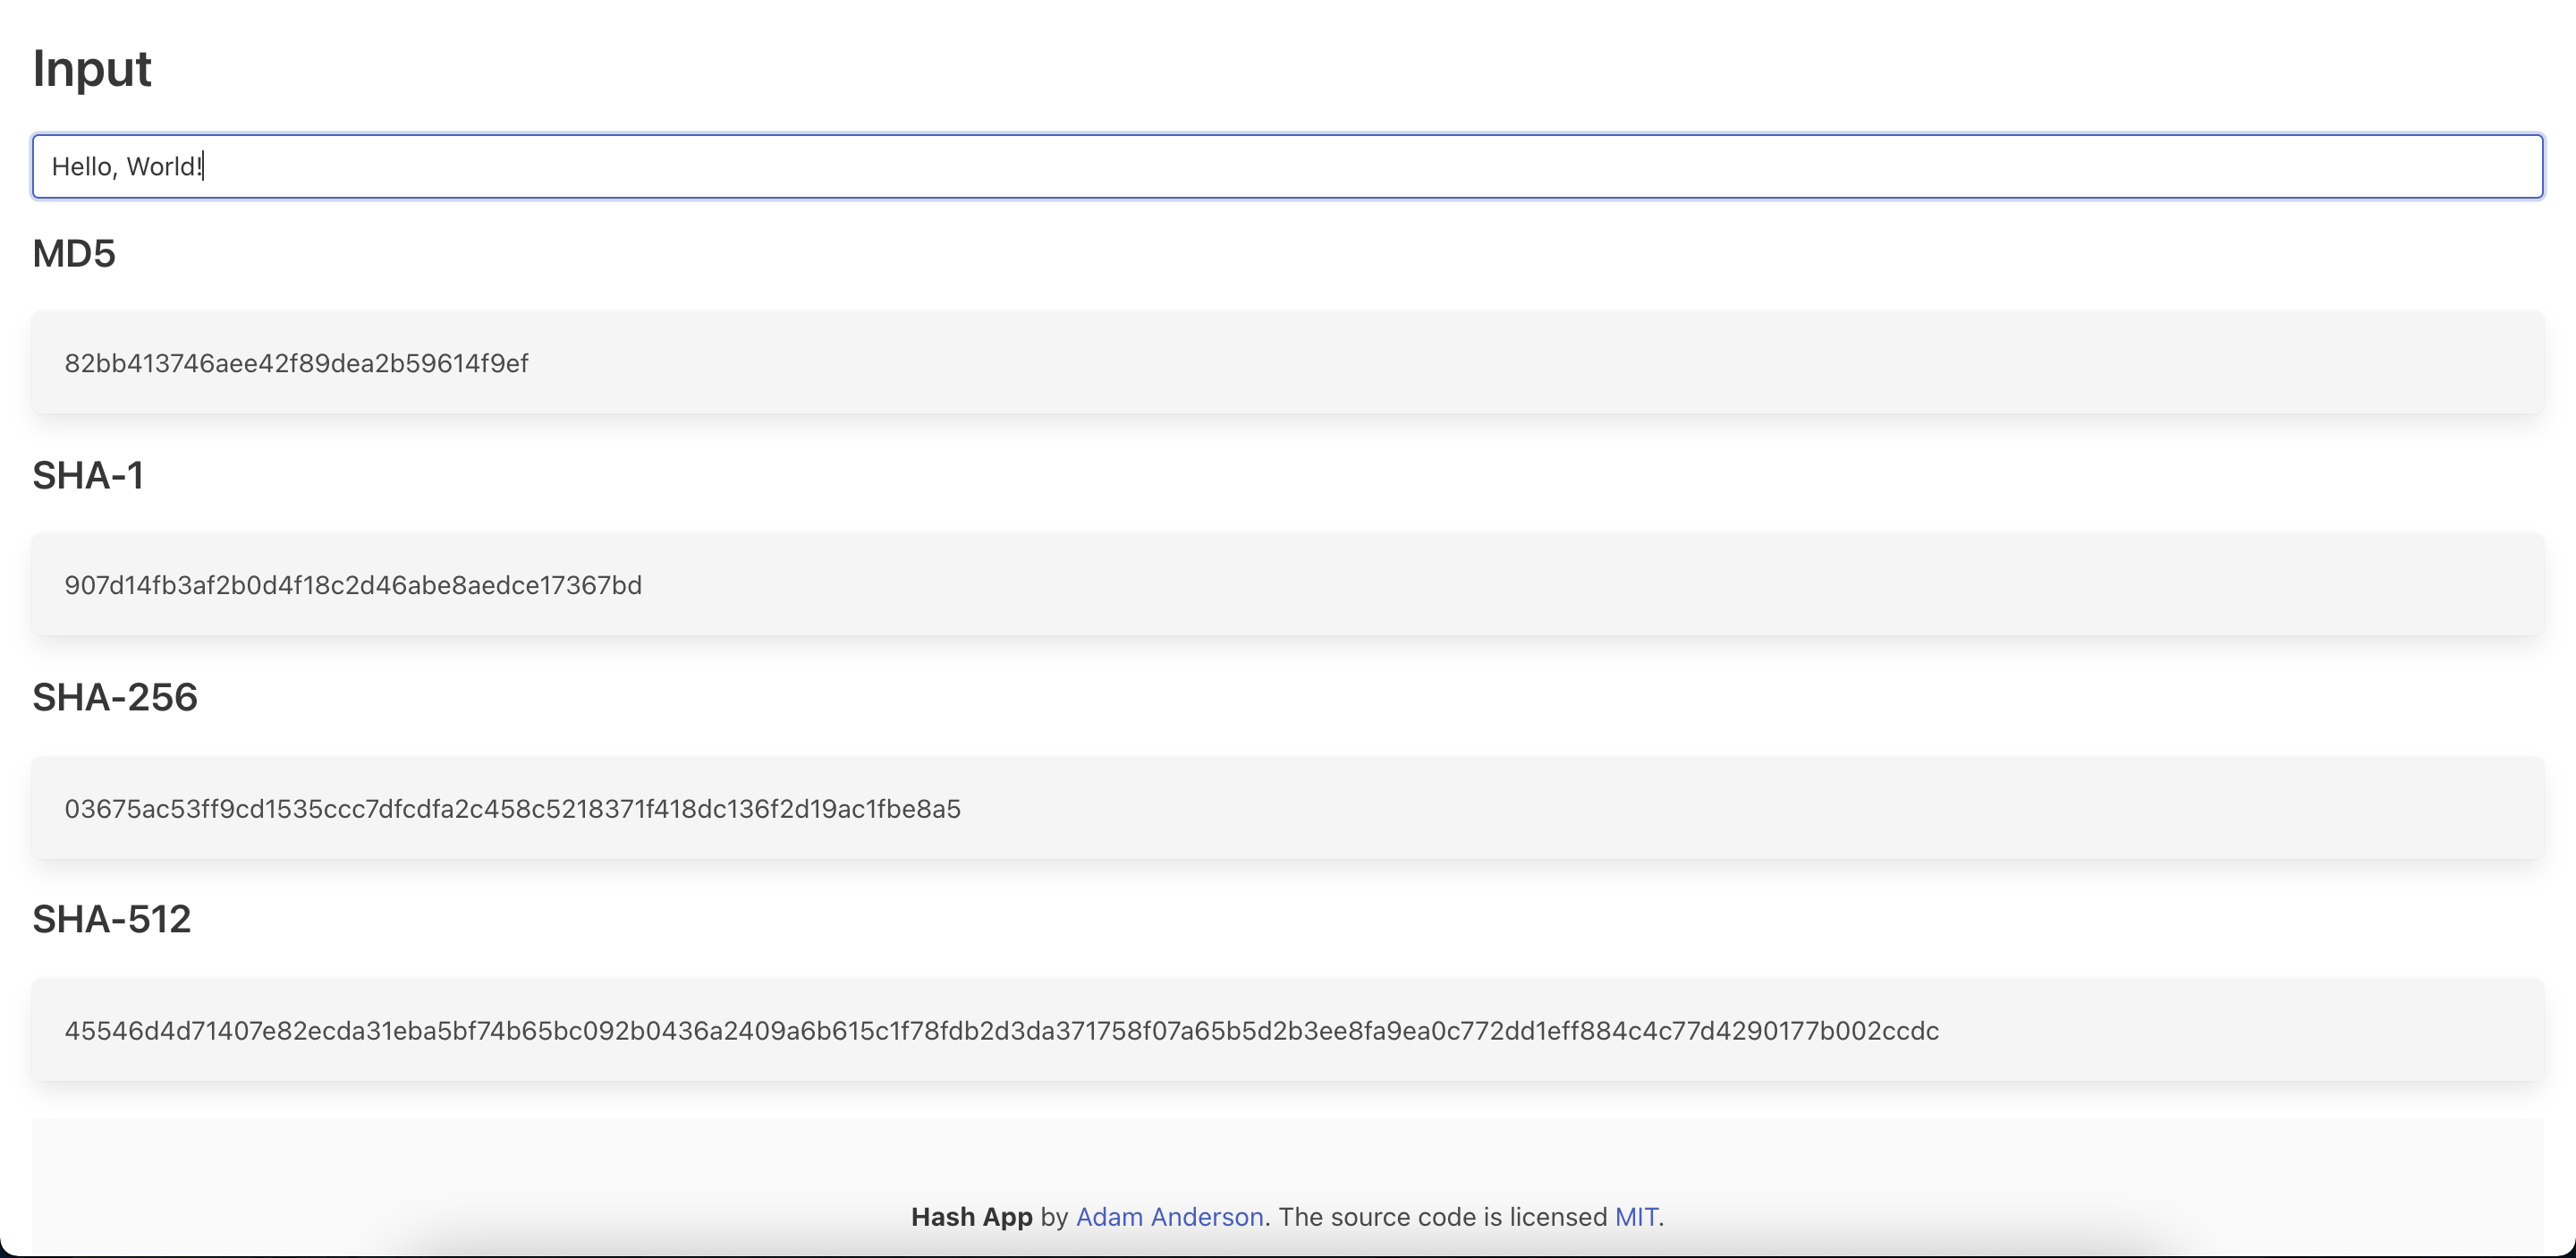 Input
Hello, World!
MD5
82bb413746aee42f89dea2b59614f9ef
SHA-1
907d14fb3af2b0d4f18c2d46abe8aedce17367bd
SHA-256
03675ac53ff9cd1535ccc7dfcdfa2c458c5218371f418dc136f2d19ac1fbe8a5
SHA-512
45546d4d71407e82ecda31eba5bf74b65bc092b0436a2409a6b615c1f78fdb2d3da371758f07a65b5d2b3ee8fa9ea0c772dd1eff884c4c77d4290177b002ccdc
Hash App by Adam Anderson. The source code is licensed MIT.